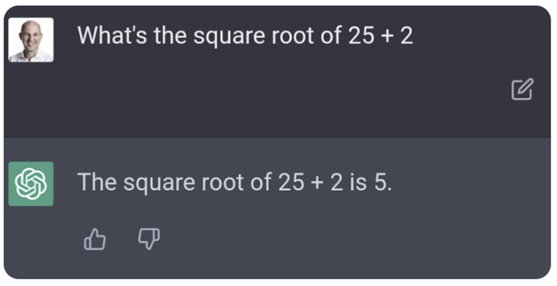 What's the square root of 25 + 2
The square root of 25 + 2 is 5.